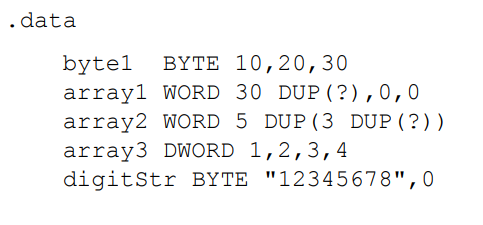 .data
byte1  BYTE 10,20,30
array1 WORD 30 DUP(?),0,0
array2 WORD 5 DUP(3 DUP(?))
array3 DWORD 1,2,3,4
digitStr BYTE "12345678",0